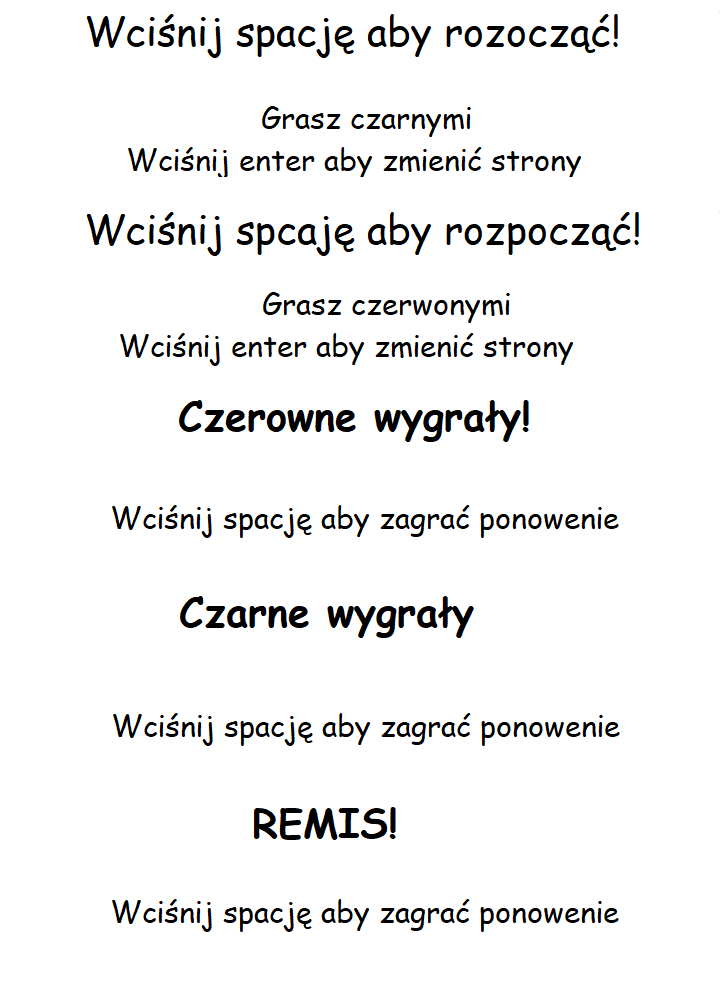 Wciśnij spację aby rozocząć!
Grasz czarnymi
Wciśnij enter aby zmienić strony
Wciśnij spcaję aby rozpocząć!
Grasz czerwonymi
Wciśnij enter aby zmienić strony
Czerowne wygrały!
Wciśnij spację aby zagrać ponowenie
Czarne wygrały
Wciśnij spację aby zagrać ponowenie
REMIS!
Wciśnij spację aby zagrać ponowenie